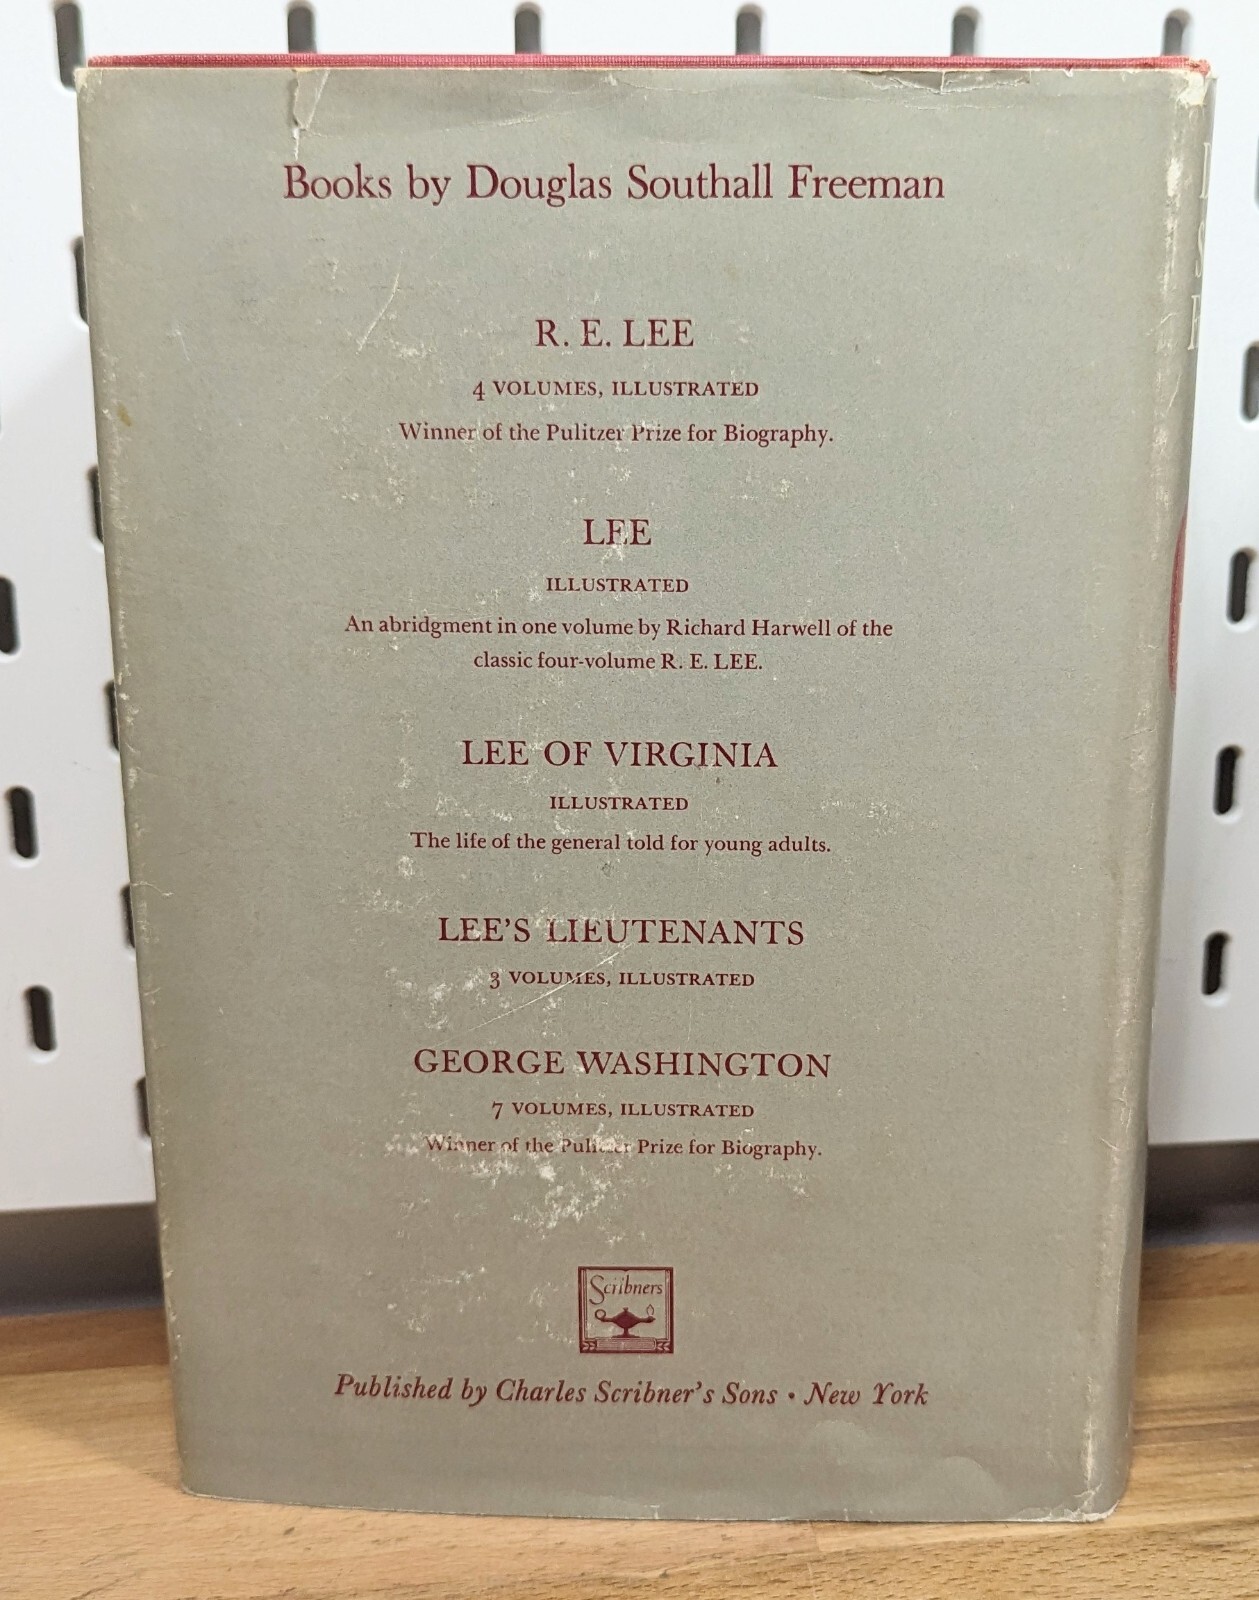 Books by Douglas Southall Freeman
R. E. LEE
4 VOLUMES, ILLUSTRATED
Winner of the Pulitzer Prize for Biography.
LEE
ILLUSTRATED
An abridgment in one volume by Richard Harwell of the
classic four-volume R. E. LEE.
LEE OF VIRGINIA
ILLUSTRATED
The life of the general told for young adults.
LEE'S LIEUTENANTS
3 VOLUMES, ILLUSTRATED
GEORGE WASHINGTON
7 VOLUMES, ILLUSTRATED
Winner of the Pulitzer Prize for Biography.
Scribners
Published by Charles Scribner's Sons • New York